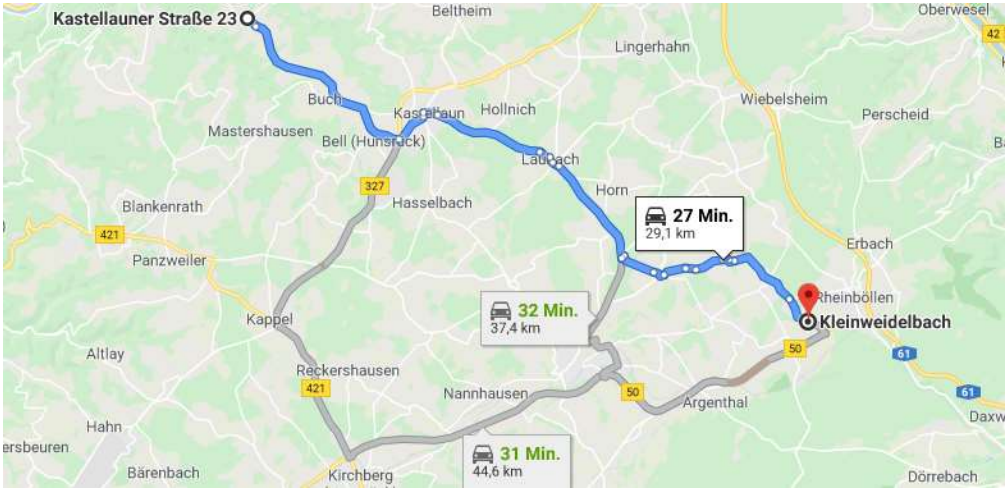 Kastellauner Straße 23
Beltheim
Oberwesel
42
Lingerhahn
Buch
Kastellaun
Hollnich
Wiebelsheim
Perscheid
Mastershausen
Bell (Hunsrück)
Laubach
327
Horn
Hasselbach
Blankenrath
27 Min.
29,1 km
421
Erbach
Panzweiler
Rheinböllen
32 Min.
37,4 km
Kleinweidelbach
Kappel
50
Altlay
61
Reckershausen
421
Nannhausen
50
Argenthal
61
Hahn
Daxw
ersbeuren
31 Min.
44,6 km
Bärenbach
Kirchberg
Dörrebach